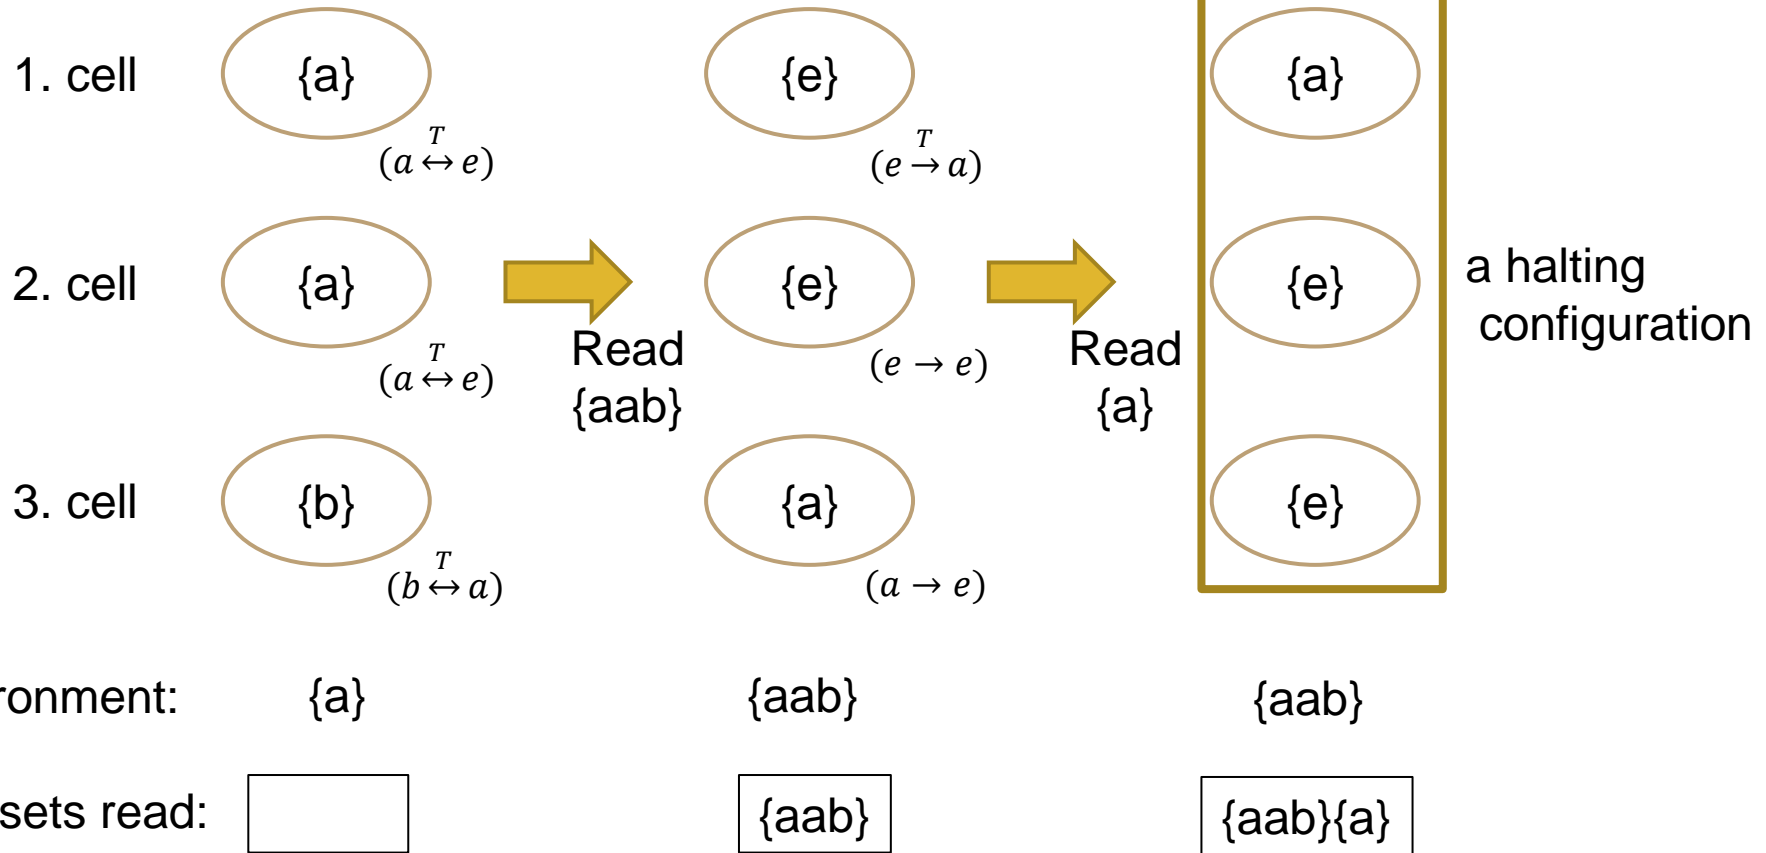 1. cell {a} {e} {a}
(a T↔ e) (e T→ a)
2. cell {a} {e} {e} a halting
configuration
(a T↔ e) Read (e → e) Read
{aab} {a}
3. cell {b} {a} {e}
(b T↔ a) (a → e)
ronment: {a} {aab} {aab}
sets read: {aab} {aab}{a}